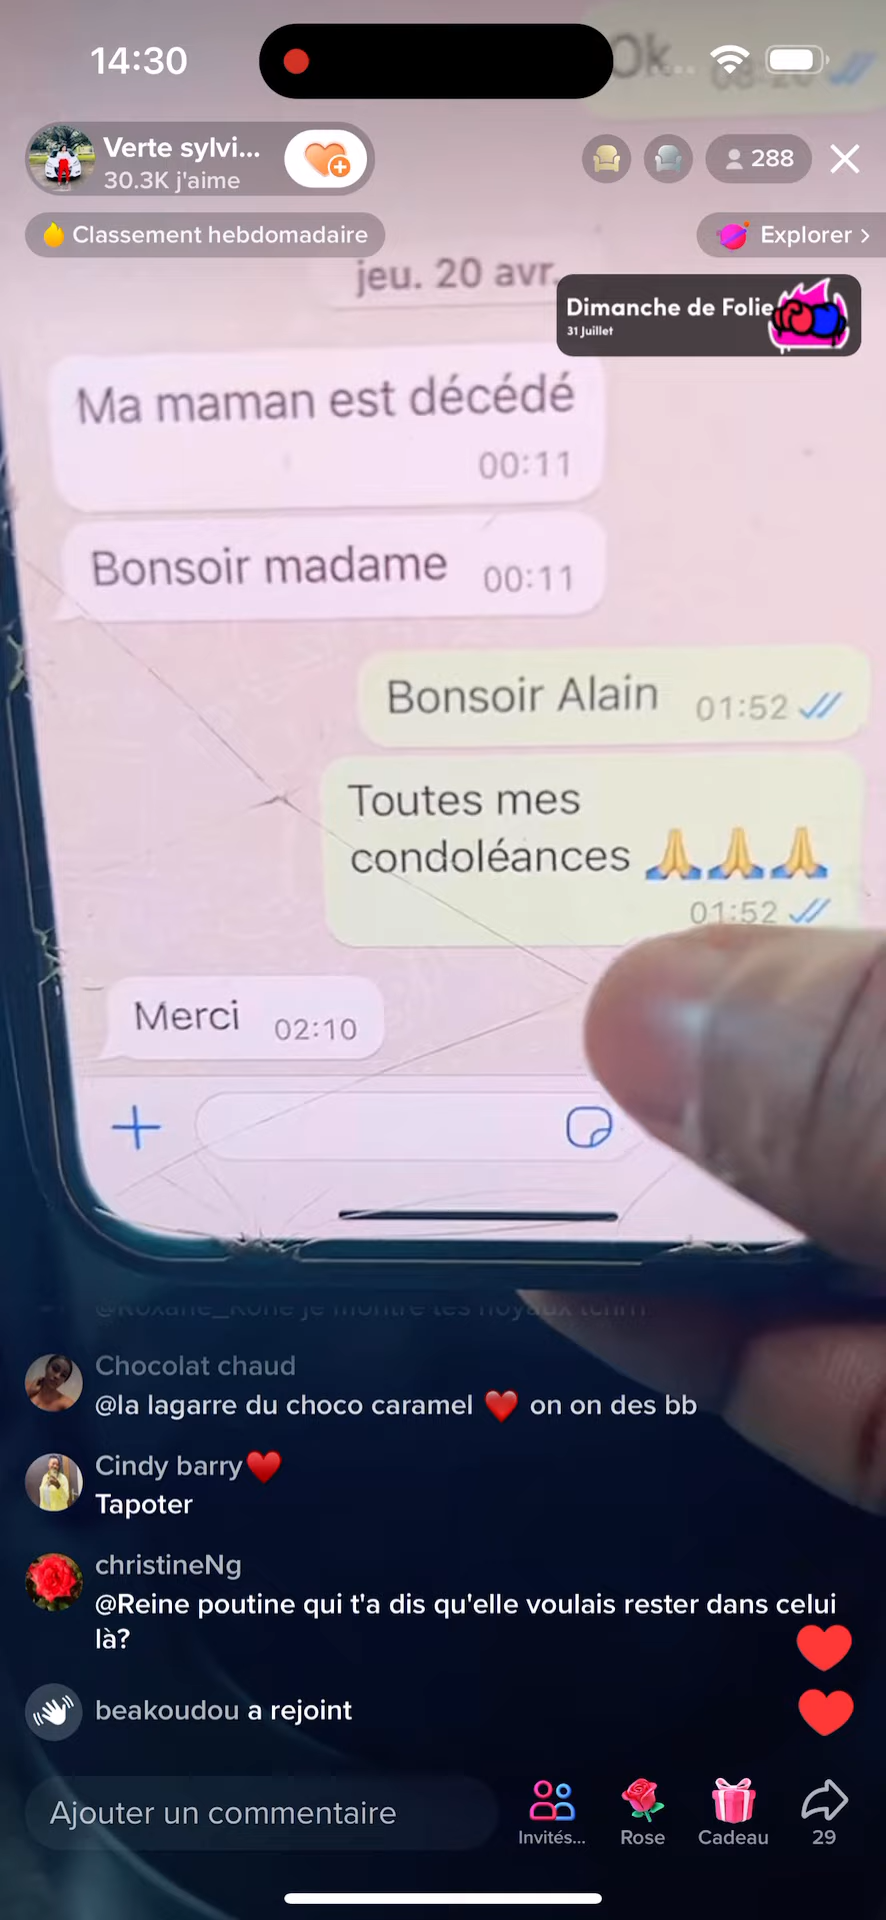 14:30
Ok....
Verte sylvi...
30.3K j'aime
288
Classement hebdomadaire
Explorer >
jeu. 20 avr.
Dimanche de Folie
31 Juillet
Ma maman est décédé
00:11
Bonsoir madame 00:11
Bonsoir Alain 01:52
Toutes mes
condoléances 🙏🙏🙏
01:52
Merci 02:10
Chocolat chaud
@la lagarre du choco caramel ❤️ on on des bb
Cindy barry❤️
Tapoter
christineNg
@Reine poutine qui t'a dis qu'elle voulais rester dans celui
là?
beakoudou a rejoint
Ajouter un commentaire
Invités...
Rose
Cadeau
29